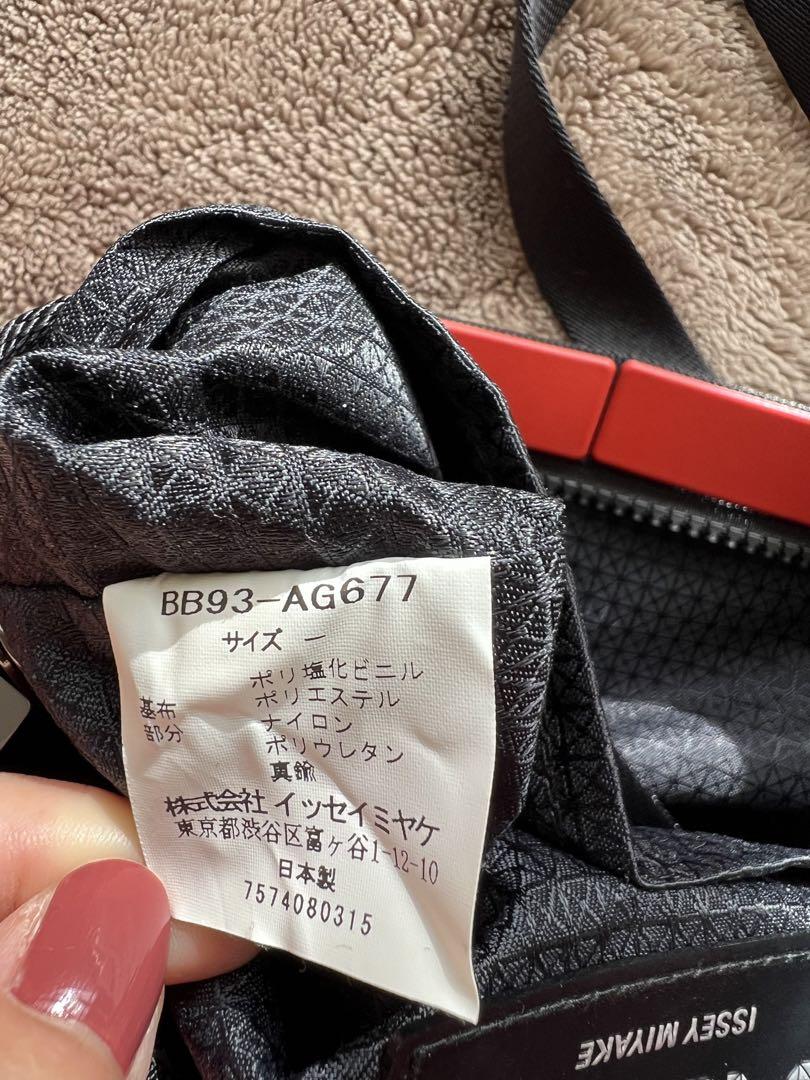 BB93-AG677
サイズ ー
ポリ塩化ビニル
基布 ポリエステル
部分 ナイロン
ポリウレタン
真鍮
株式会社 イッセイミヤケ
東京都渋谷区富ヶ谷1-12-10
日本製
7574080315
ISSEY MIYAKE